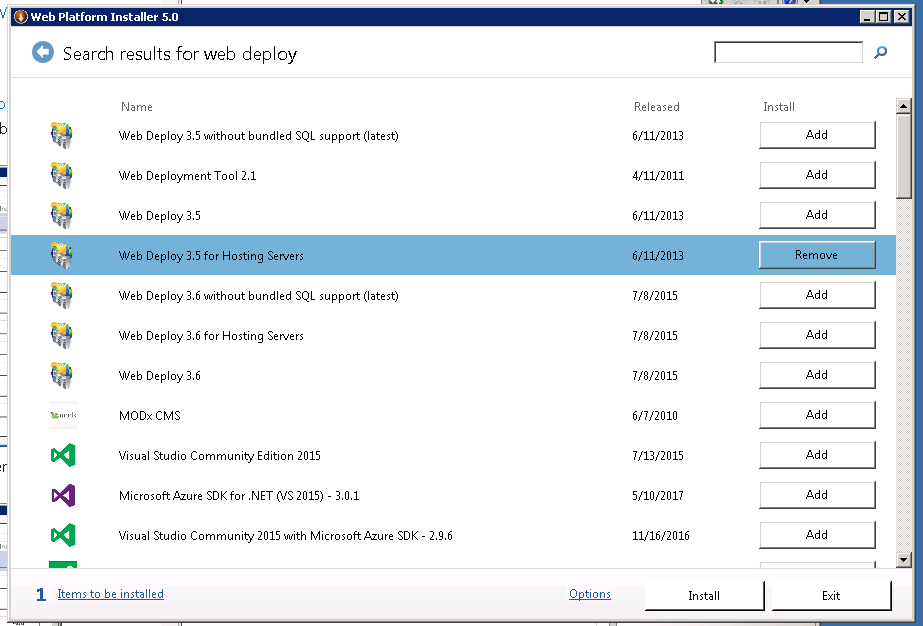 Web Platform Installer 5.0
Search results for web deploy
Name Released Install
Web Deploy 3.5 without bundled SQL support (latest) 6/11/2013 Add
Web Deployment Tool 2.1 4/11/2011 Add
Web Deploy 3.5 6/11/2013 Add
Web Deploy 3.5 for Hosting Servers 6/11/2013 Remove
Web Deploy 3.6 without bundled SQL support (latest) 7/8/2015 Add
Web Deploy 3.6 for Hosting Servers 7/8/2015 Add
Web Deploy 3.6 7/8/2015 Add
modx MODx CMS 6/7/2010 Add
Visual Studio Community Edition 2015 7/13/2015 Add
Microsoft Azure SDK for .NET (VS 2015) - 3.0.1 5/10/2017 Add
Visual Studio Community 2015 with Microsoft Azure SDK - 2.9.6 11/16/2016 Add
1 Items to be installed Options Install Exit